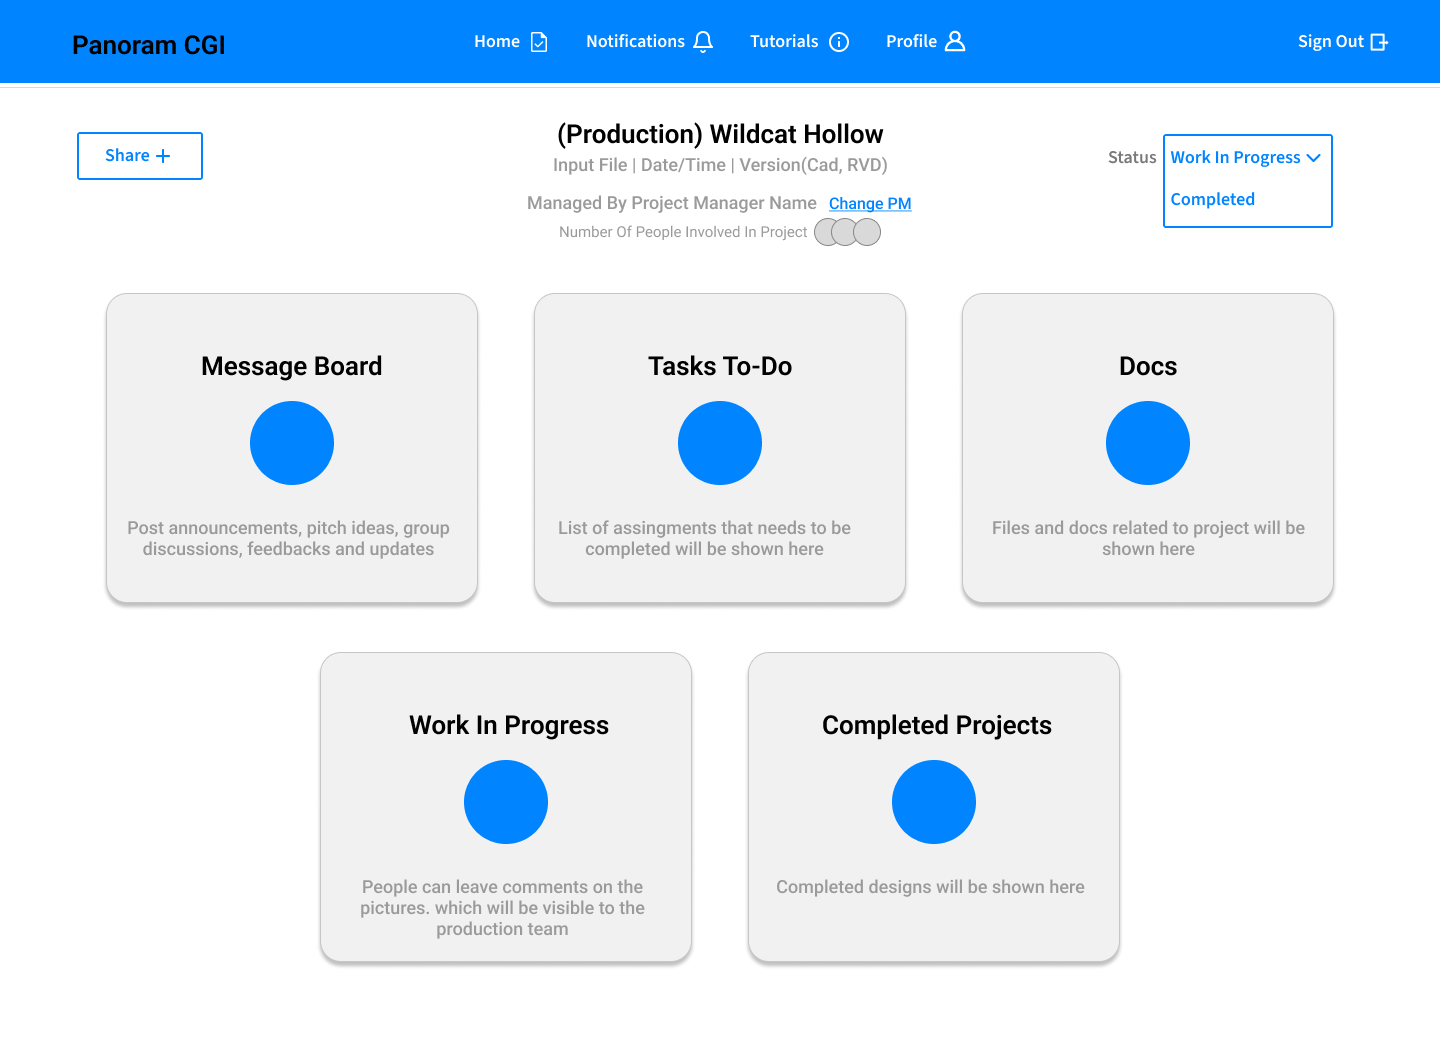 Panoram CGI
Home
Notifications
Tutorials
Profile
Sign Out
Share
(Production) Wildcat Hollow
Input File | Date/Time | Version(Cad, RVD)
Managed By Project Manager Name Change PM
Number Of People Involved In Project
Status
Work In Progress
Completed
Message Board
Post announcements, pitch ideas, group
discussions, feedbacks and updates
Tasks To-Do
List of assingments that needs to be
completed will be shown here
Docs
Files and docs related to project will be
shown here
Work In Progress
People can leave comments on the
pictures. which will be visible to the
production team
Completed Projects
Completed designs will be shown here